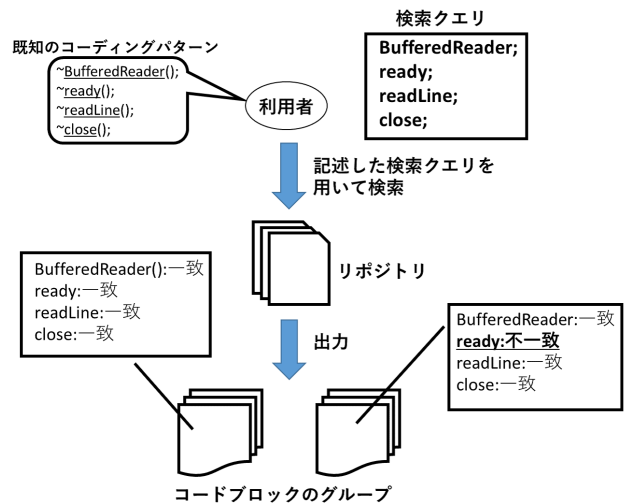 検索クエリ
既知のコーディングパターン
~BufferedReader();
~ready();
~readLine();
~close();
利用者
BufferedReader;
ready;
readLine;
close;
記述した検索クエリを
用いて検索
リポジトリ
BufferedReader():一致
ready:一致
readLine:一致
close:一致
出力
BufferedReader:一致
ready:不一致
readLine:一致
close:一致
コードブロックのグループ